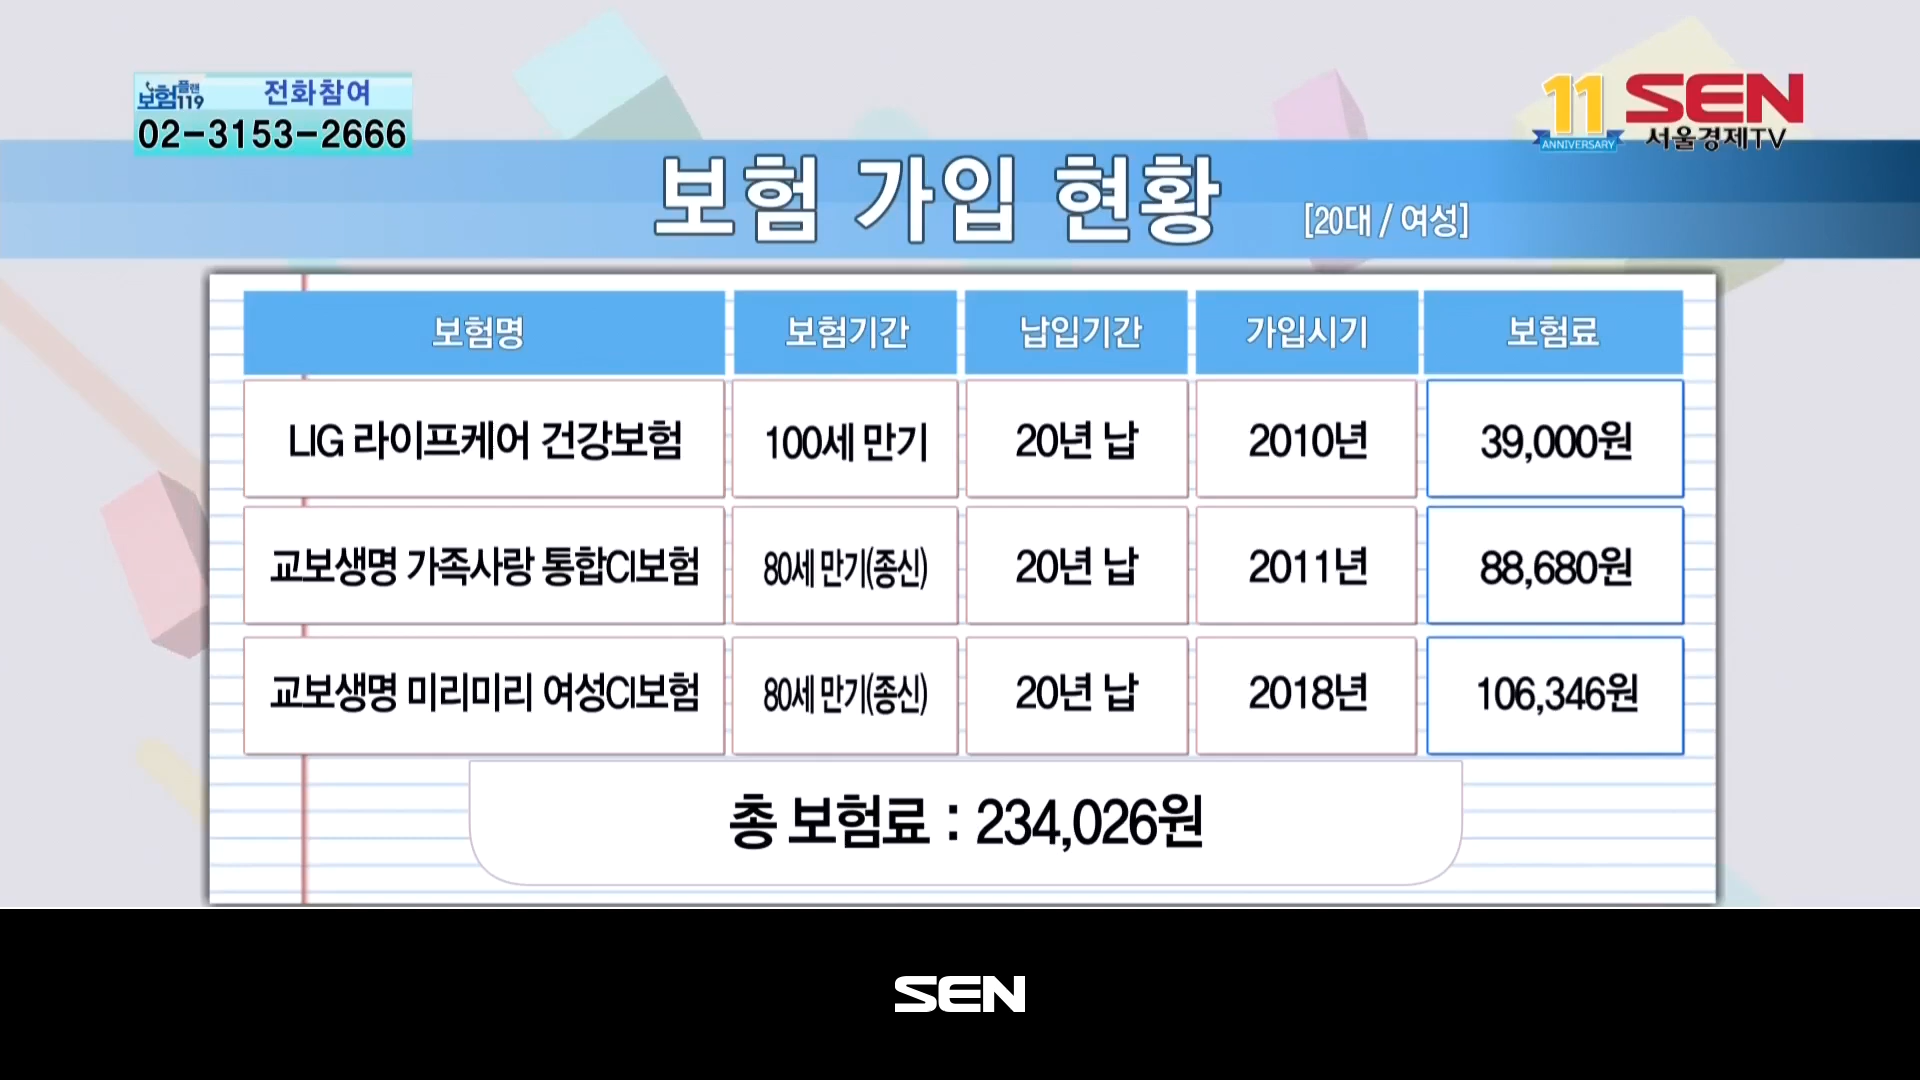 보험플랜119 전화참여
02-3153-2666
11 ANNIVERSARY
SEN
서울경제TV
보험 가입 현황 [20대 / 여성]
보험명 보험기간 납입기간 가입시기 보험료
LIG 라이프케어 건강보험 100세 만기 20년 납 2010년 39,000원
교보생명 가족사랑 통합CI보험 80세 만기(종신) 20년 납 2011년 88,680원
교보생명 미리미리 여성CI보험 80세 만기(종신) 20년 납 2018년 106,346원
총 보험료 : 234,026원
SEN